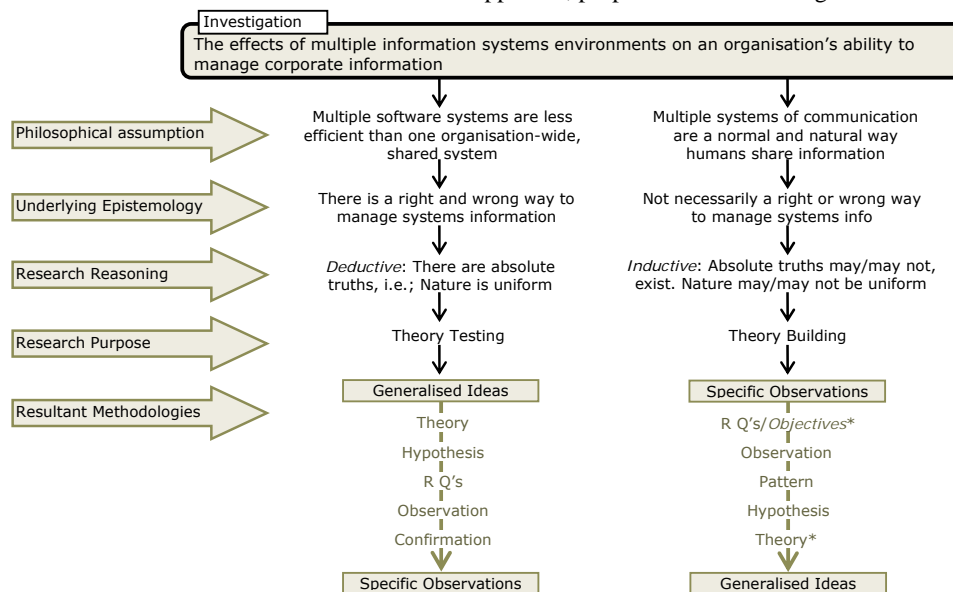 Investigation
The effects of multiple information systems environments on an organisation's ability to
manage corporate information
Philosophical assumption
Multiple software systems are less
efficient than one organisation-wide,
shared system
Multiple systems of communication
are a normal and natural way
humans share information
Underlying Epistemology
There is a right and wrong way to
manage systems information
Not necessarily a right or wrong way
to manage systems info
Research Reasoning
Deductive: There are absolute
truths, i.e.; Nature is uniform
Inductive: Absolute truths may/may not,
exist. Nature may/may not be uniform
Research Purpose
Theory Testing
Theory Building
Resultant Methodologies
Generalised Ideas
Theory
Hypothesis
R Q's
Observation
Confirmation
Specific Observations
Specific Observations
R Q's/Objectives*
Observation
Pattern
Hypothesis
Theory*
Generalised Ideas